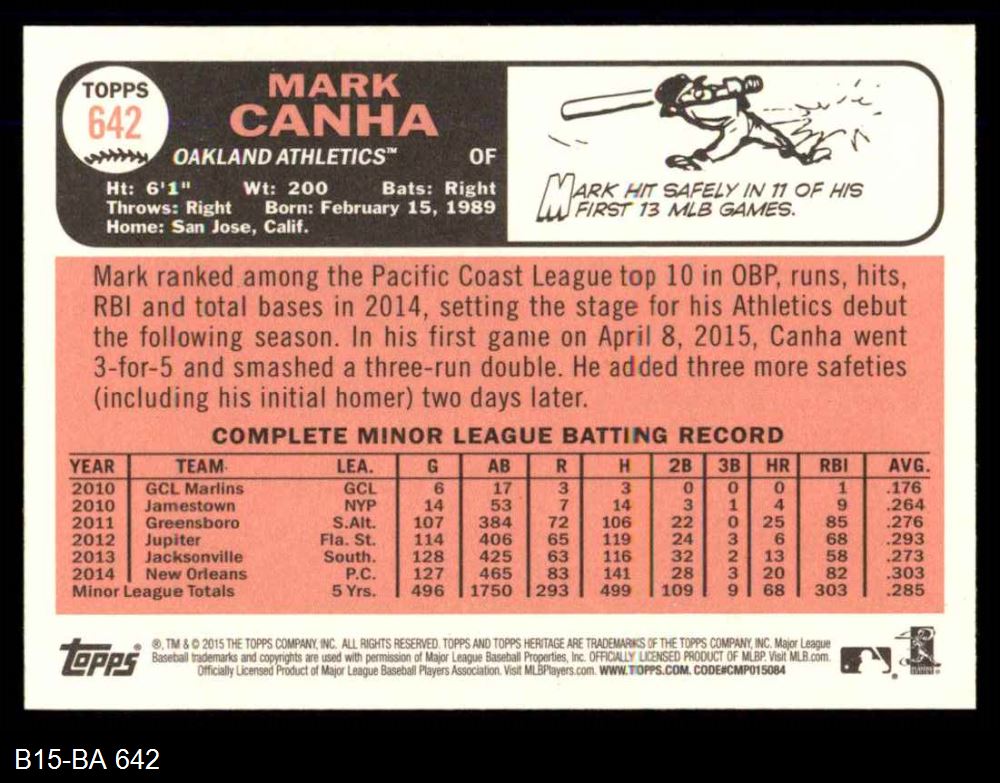 TOPPS
642
MARK
CANHA
OAKLAND ATHLETICS™ OF
Ht: 6'1" Wt: 200 Bats: Right
Throws: Right Born: February 15, 1989
Home: San Jose, Calif.
MARK HIT SAFELY IN 11 OF HIS
FIRST 13 MLB GAMES.
Mark ranked among the Pacific Coast League top 10 in OBP, runs, hits,
RBI and total bases in 2014, setting the stage for his Athletics debut
the following season. In his first game on April 8, 2015, Canha went
3-for-5 and smashed a three-run double. He added three more safeties
(including his initial homer) two days later.
COMPLETE MINOR LEAGUE BATTING RECORD
YEAR TEAM LEA. G AB R H 2B 3B HR RBI AVG.
2010 GCL Marlins GCL 6 17 3 3 0 0 0 1 .176
2010 Jamestown NYP 14 53 7 14 3 1 4 9 .264
2011 Greensboro S.Alt. 107 384 72 106 22 0 25 85 .276
2012 Jupiter Fla. St. 114 406 65 119 24 3 6 68 .293
2013 Jacksonville South. 128 425 63 116 32 2 13 58 .273
2014 New Orleans P.C. 127 465 83 141 28 3 20 82 .303
Minor League Totals 5 Yrs. 496 1750 293 499 109 9 68 303 .285
Topps
®, TM & © 2015 THE TOPPS COMPANY, INC. ALL RIGHTS RESERVED. TOPPS AND TOPPS HERITAGE ARE TRADEMARKS OF THE TOPPS COMPANY, INC. Major League
Baseball trademarks and copyrights are used with permission of Major League Baseball Properties, Inc. OFFICIALLY LICENSED PRODUCT OF MLBP. Visit MLB.com.
Officially Licensed Product of Major League Baseball Players Association. Visit MLBPlayers.com. WWW.TOPPS.COM. CODE#CMP015084
B15-BA 642